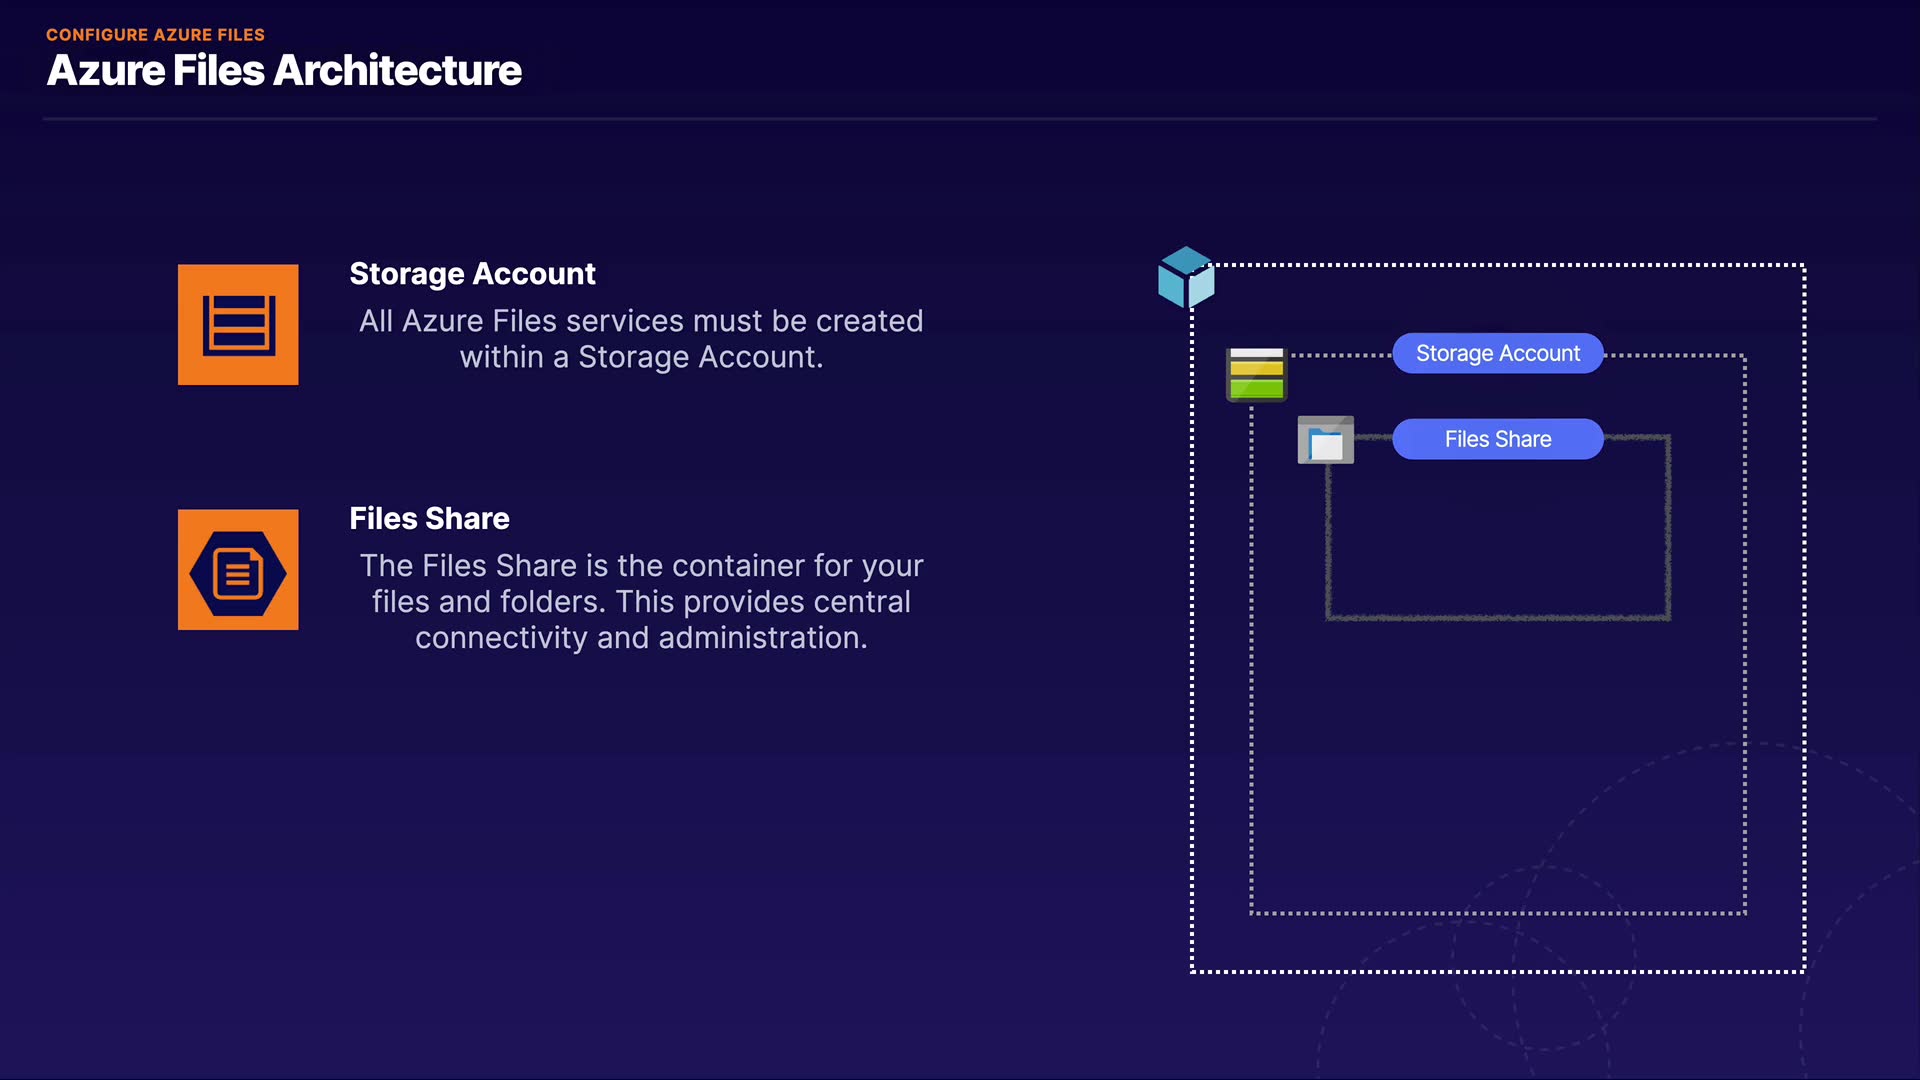 CONFIGURE AZURE FILES
Azure Files Architecture
Storage Account
All Azure Files services must be created
within a Storage Account.
Files Share
The Files Share is the container for your
files and folders. This provides central
connectivity and administration.
Storage Account
Files Share